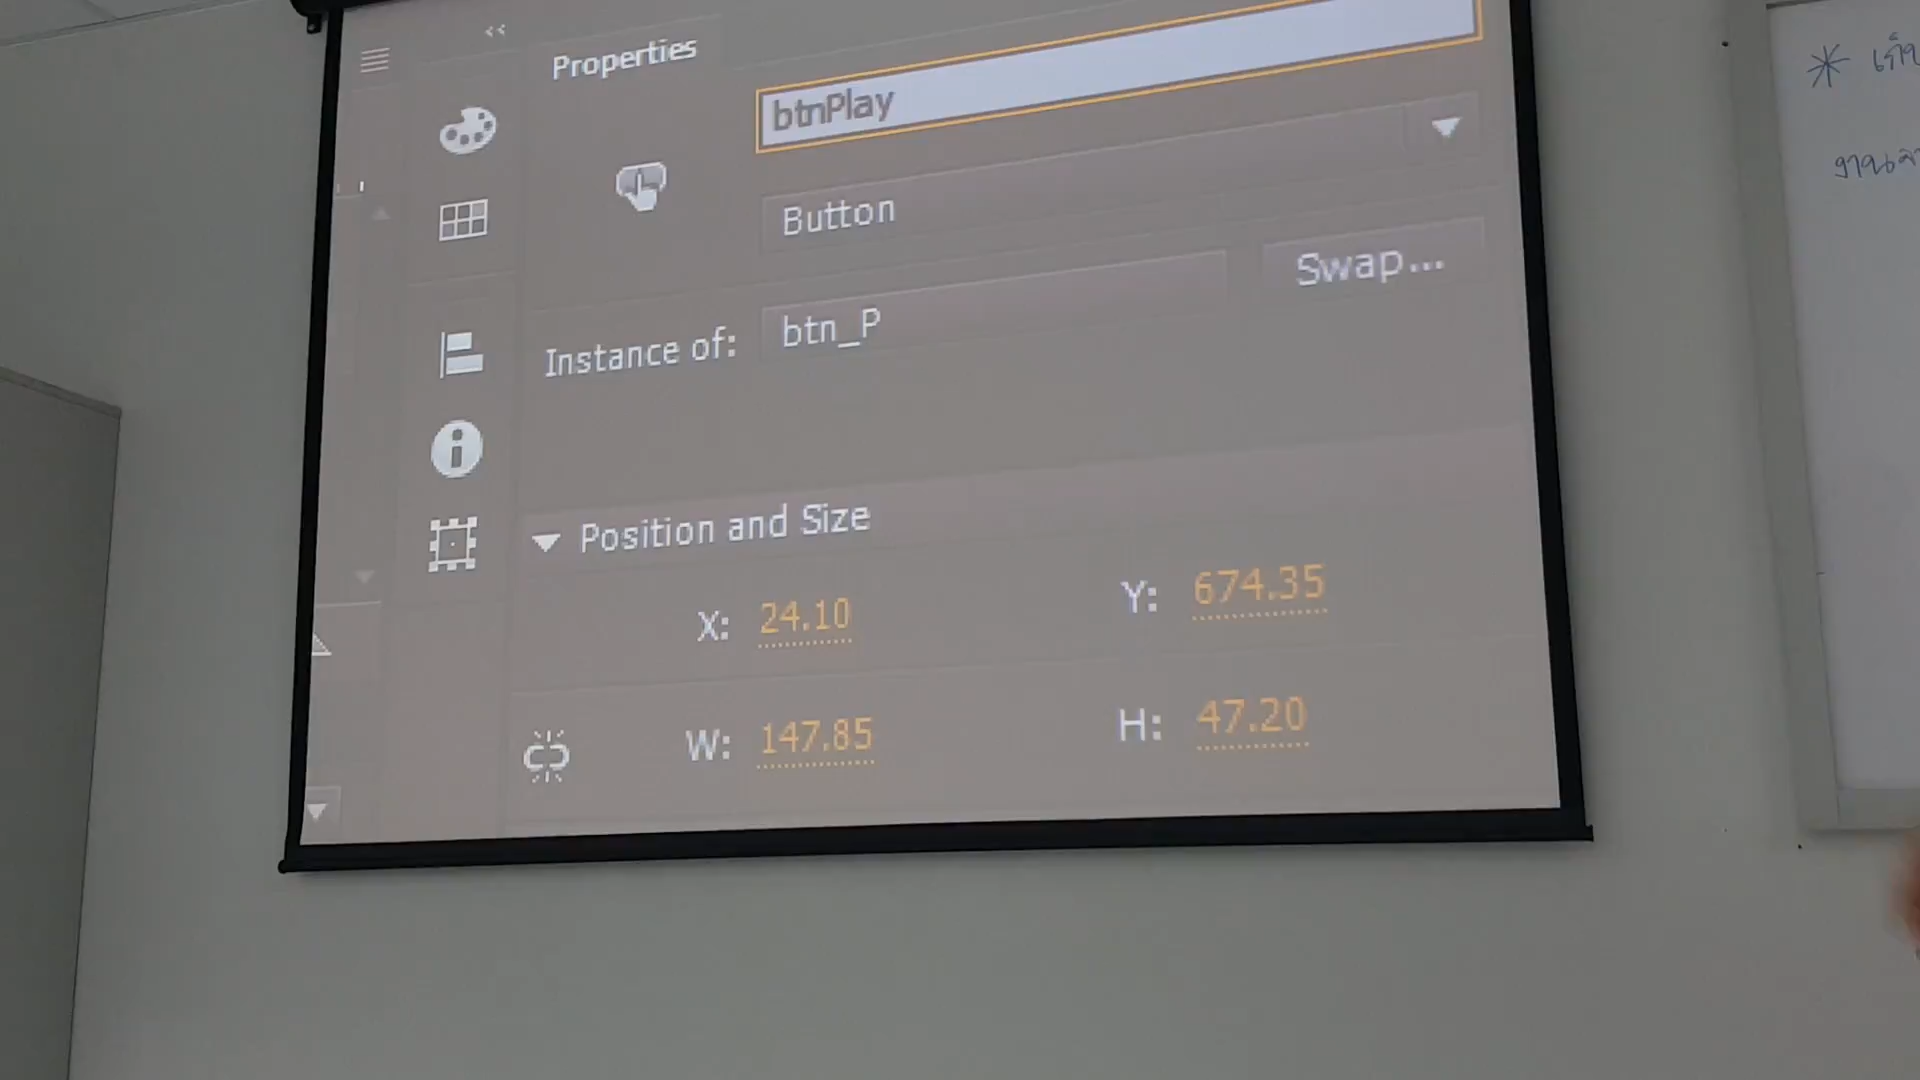 Properties
btnPlay
Button
Instance of: btn_P
Swap...
Position and Size
X: 24.10 Y: 674.35
W: 147.85 H: 47.20